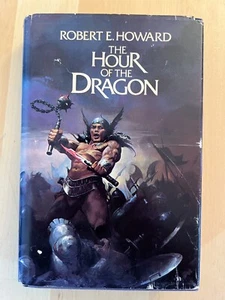 ROBERT E. HOWARD
THE
HOUR
OF THE
DRAGON